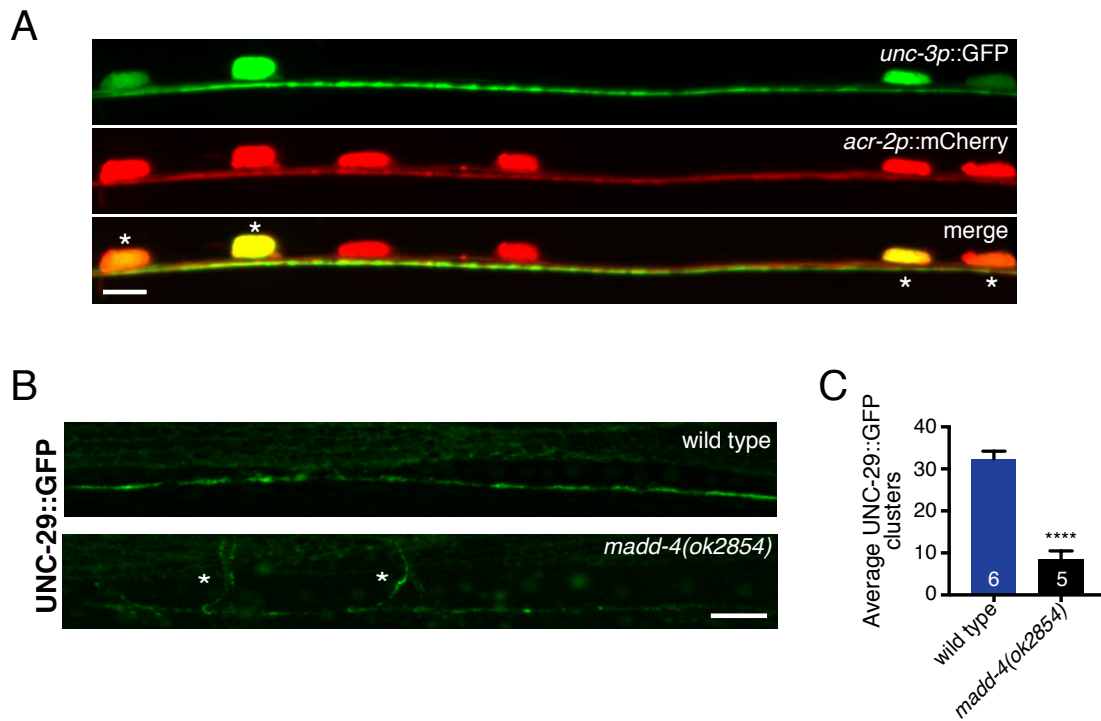 A
unc-3p::GFP
acr-2p::mCherry
merge
*
*
*
*
B
C
UNC-29::GFP
wild type
madd-4(ok2854)
*
*
Average UNC-29::GFP
clusters
40
30
20
10
0
****
6
5
wild type
madd-4(ok2854)